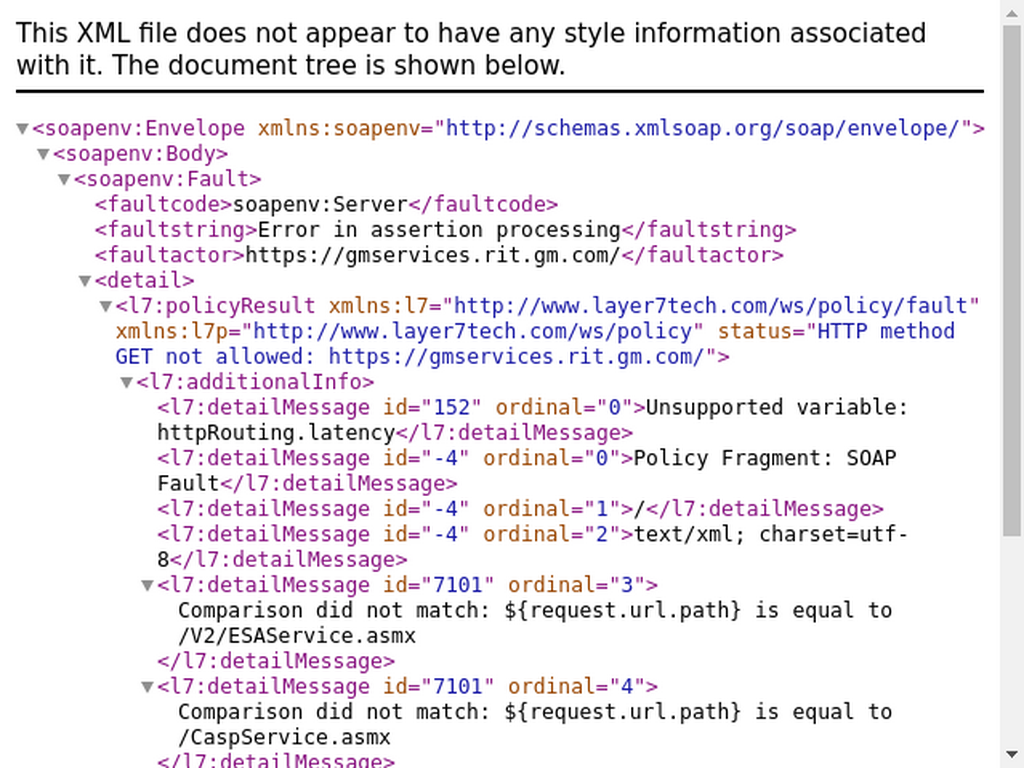 This XML file does not appear to have any style information associated
with it. The document tree is shown below.
▼<soapenv:Envelope xmlns:soapenv="http://schemas.xmlsoap.org/soap/envelope/">
▼<soapenv:Body>
▼<soapenv:Fault>
<faultcode>soapenv:Server</faultcode>
<faultstring>Error in assertion processing</faultstring>
<faultactor>https://gmservices.rit.gm.com/</faultactor>
▼<detail>
▼<l7:policyResult xmlns:l7="http://www.layer7tech.com/ws/policy/fault"
xmlns:l7p="http://www.layer7tech.com/ws/policy" status="HTTP method
GET not allowed: https://gmservices.rit.gm.com/">
▼<l7:additionalInfo>
<l7:detailMessage id="152" ordinal="0">Unsupported variable:
httpRouting.latency</l7:detailMessage>
<l7:detailMessage id="-4" ordinal="0">Policy Fragment: SOAP
Fault</l7:detailMessage>
<l7:detailMessage id="-4" ordinal="1">/</l7:detailMessage>
<l7:detailMessage id="-4" ordinal="2">text/xml; charset=utf-
8</l7:detailMessage>
▼<l7:detailMessage id="7101" ordinal="3">
Comparison did not match: ${request.url.path} is equal to
/V2/ESAService.asmx
</l7:detailMessage>
▼<l7:detailMessage id="7101" ordinal="4">
Comparison did not match: ${request.url.path} is equal to
/CaspService.asmx
</l7:detailMessage>